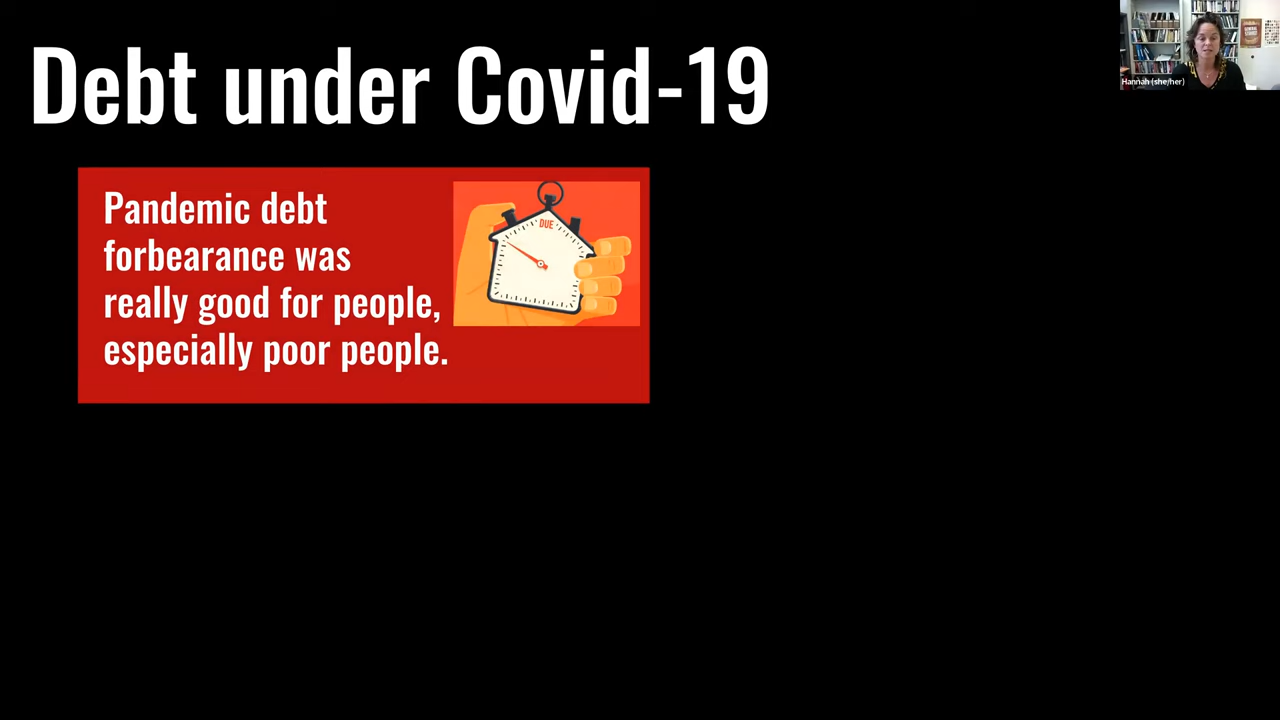 Debt under Covid-19
Hannah (she/her)
Pandemic debt
forbearance was
really good for people,
especially poor people.
DUE